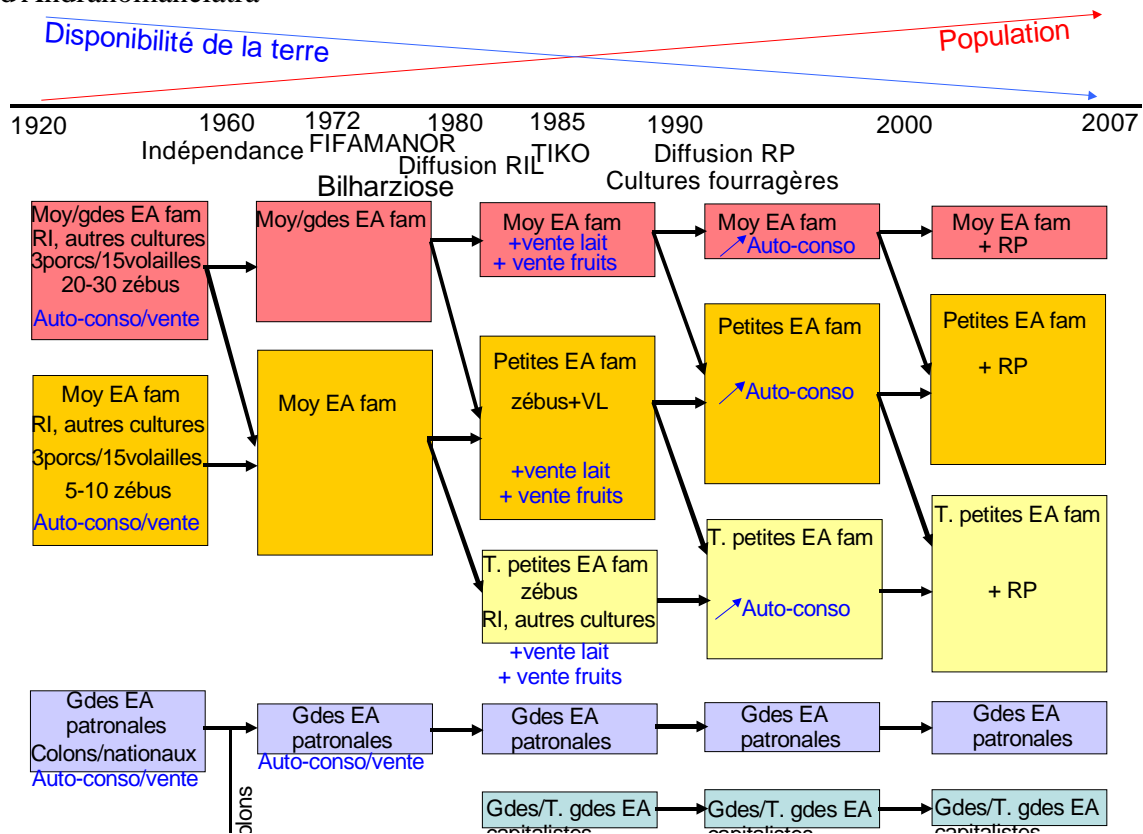 d'Andranomanelatra
Disponibilité de la terre
Population
1920
1960
1972
1980
1985
1990
2000
2007
Indépendance
FIFAMANOR
Diffusion RIL
TIKO
Diffusion RP
Bilharziose
Cultures fourragères
Moy/gdes EA fam
RI, autres cultures
3porcs/15volailles
20-30 zébus
Auto-conso/vente
Moy/gdes EA fam
Moy EA fam
+vente lait
+ vente fruits
Moy EA fam
Auto-conso
Moy EA fam
+ RP
Moy EA fam
RI, autres cultures
3porcs/15volailles
5-10 zébus
Auto-conso/vente
Moy EA fam
Petites EA fam
zébus+VL
+vente lait
+ vente fruits
Petites EA fam
Auto-conso
Petites EA fam
+ RP
T. petites EA fam
zébus
RI, autres cultures
+vente lait
+ vente fruits
T. petites EA fam
Auto-conso
T. petites EA fam
+ RP
Gdes EA
patronales
Colons/nationaux
Auto-conso/vente
Gdes EA
patronales
Auto-conso/vente
Gdes EA
patronales
Gdes EA
patronales
Gdes EA
patronales
olons
Gdes/T. gdes EA
capitalistes
Gdes/T. gdes EA
capitalistes
Gdes/T. gdes EA
capitalistes